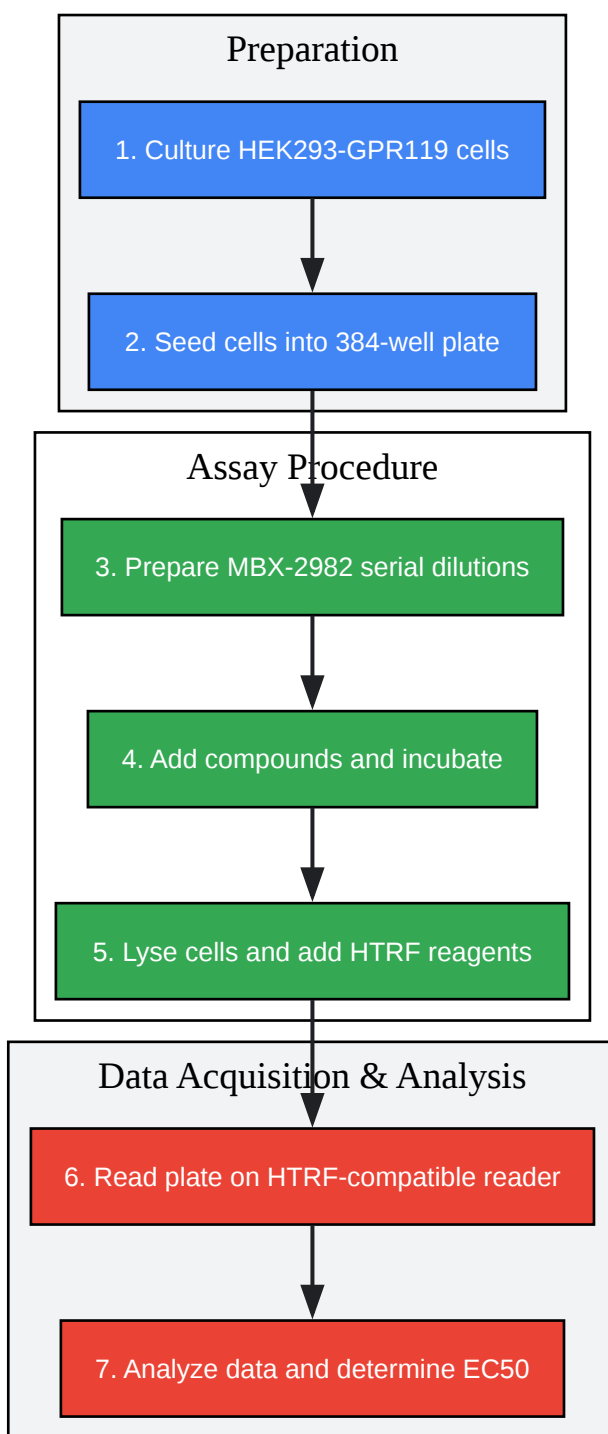 Preparation
1. Culture HEK293-GPR119 cells
2. Seed cells into 384-well plate
Assay Procedure
3. Prepare MBX-2982 serial dilutions
4. Add compounds and incubate
5. Lyse cells and add HTRF reagents
Data Acquisition & Analysis
6. Read plate on HTRF-compatible reader
7. Analyze data and determine EC50